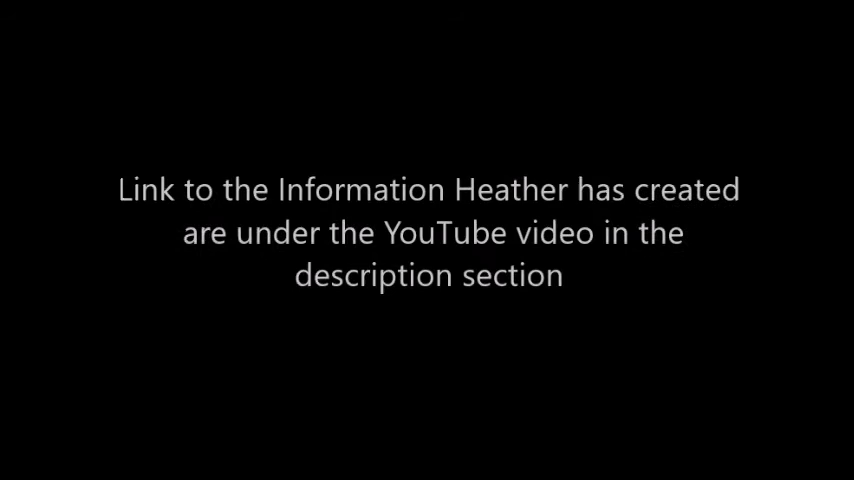 Link to the Information Heather has created
are under the YouTube video in the
description section